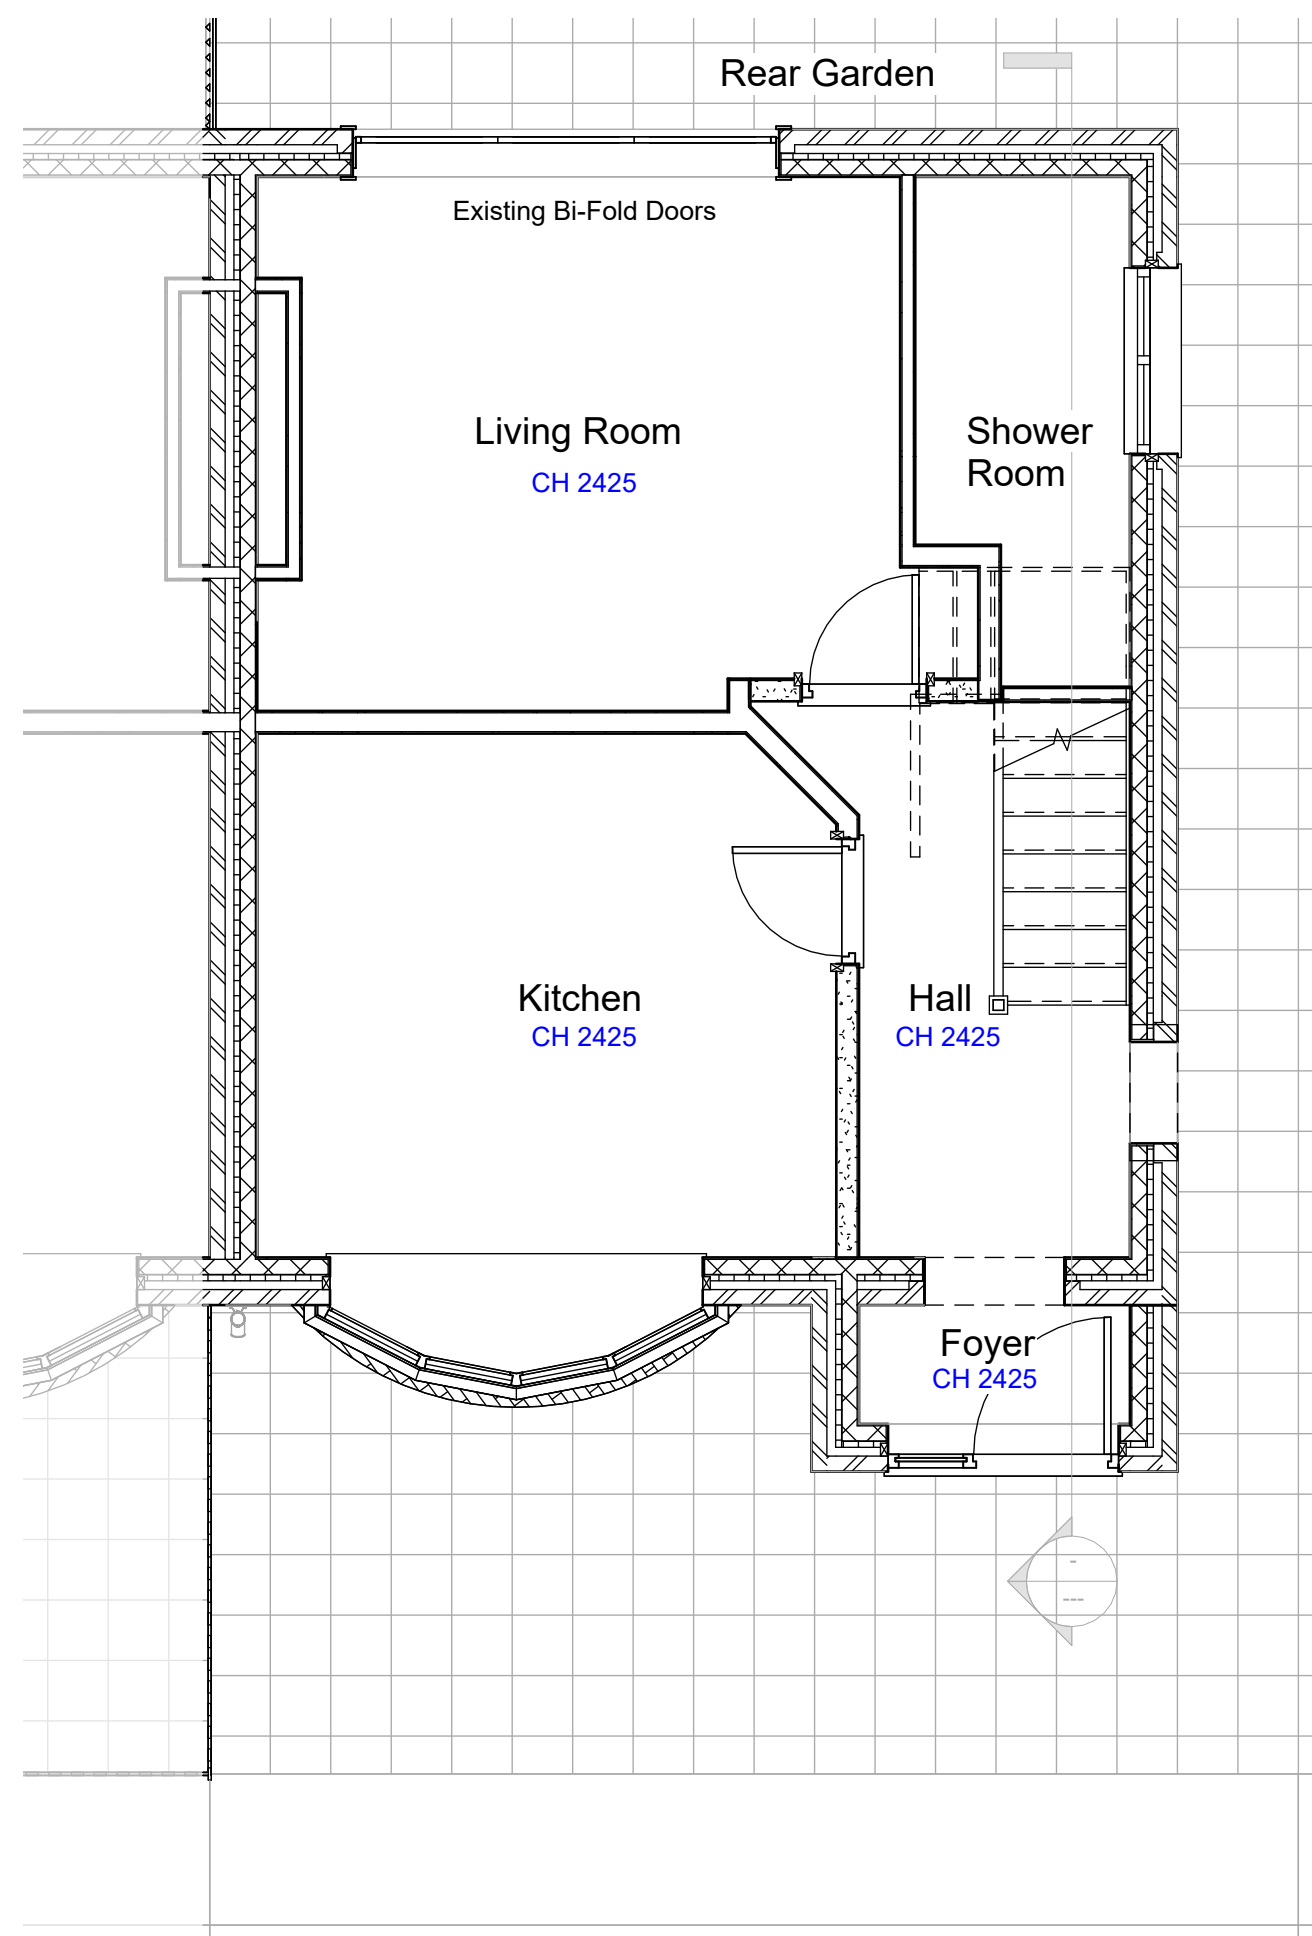 Rear Garden
Existing Bi-Fold Doors
Living Room
CH 2425
Shower
Room
Kitchen
CH 2425
Hall
CH 2425
Foyer
CH 2425
-
---